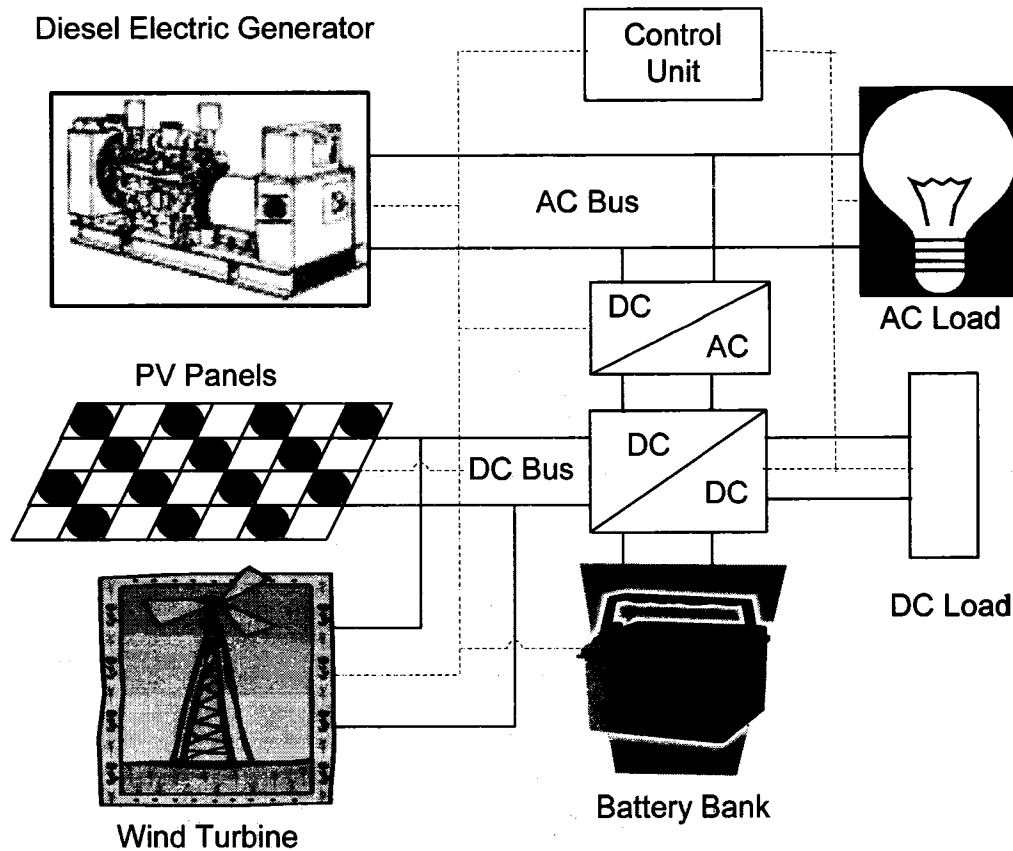 Diesel Electric Generator
Control
Unit
AC Bus
DC
AC
AC Load
PV Panels
DC Bus
DC
DC
DC Load
Battery Bank
Wind Turbine